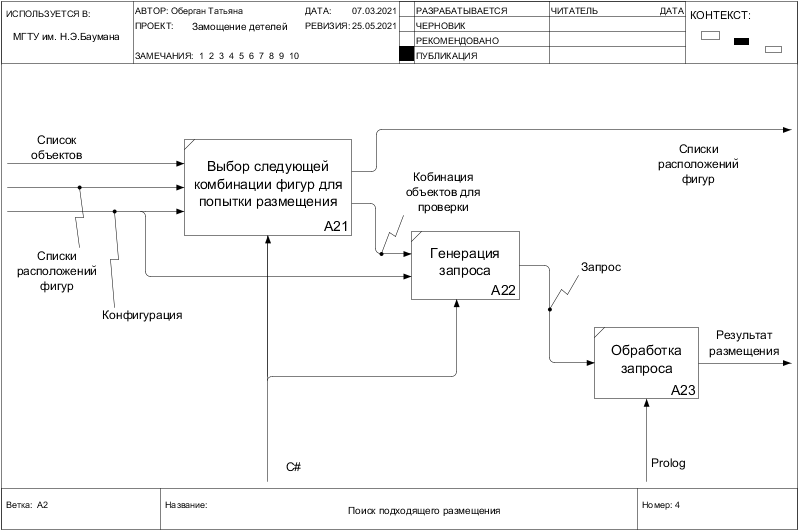 ИСПОЛЬЗУЕТСЯ В:
МГТУ им. Н.Э.Баумана
АВТОР: Оберган Татьяна
ДАТА: 07.03.2021
ПРОЕКТ: Замощение детелей
РЕВИЗИЯ: 25.05.2021
ЗАМЕЧАНИЯ: 1 2 3 4 5 6 7 8 9 10
РАЗРАБАТЫВАЕТСЯ
ЧЕРНОВИК
РЕКОМЕНДОВАНО
ПУБЛИКАЦИЯ
ЧИТАТЕЛЬ
ДАТА
КОНТЕКСТ:
Список
объектов
Списки
расположений
фигур
Конфигурация
Выбор следующей
комбинации фигур для
попытки размещения
A21
Списки
расположений
фигур
Кобинация
объектов для
проверки
Генерация
запроса
A22
Запрос
Обработка
запроса
A23
Результат
размещения
C#
Prolog
Ветка: A2
Название:
Поиск подходящего размещения
Номер: 4